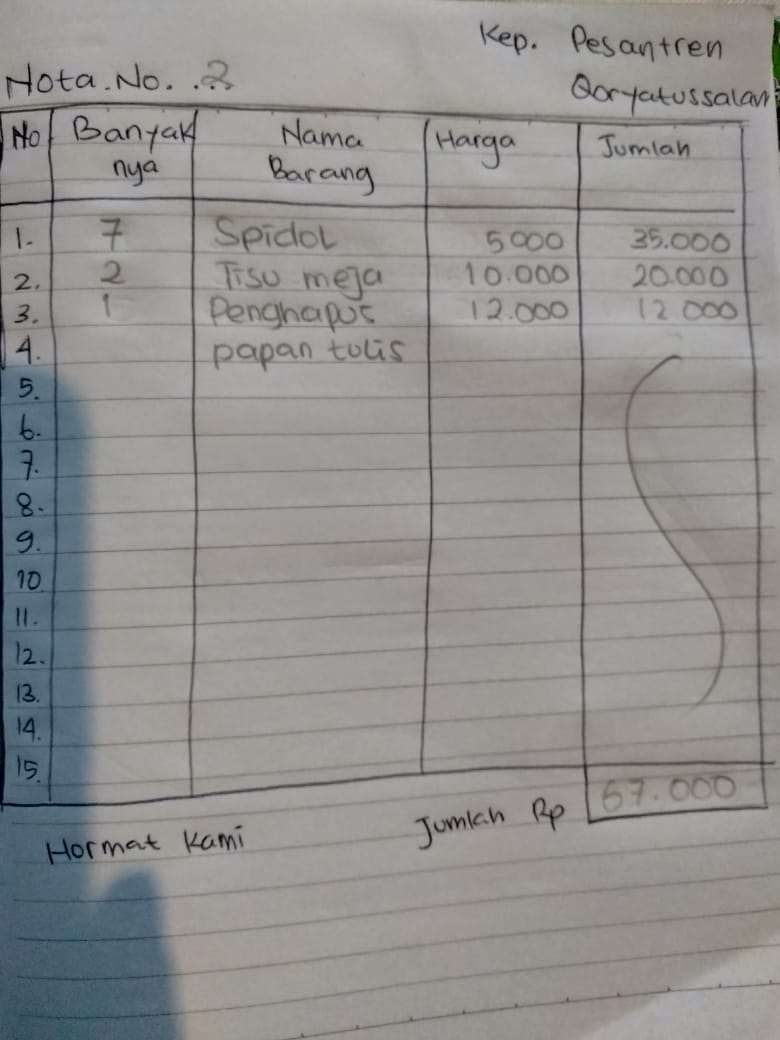 Kep. Pesantren
Nota.No. ..2
Qoryatussalam
No Banyak nya Nama Barang Harga Jumlah
1. 7 Spidol 5000 35.000
2. 2 Tisu meja 10.000 20.000
3. 1 Penghapus 12.000 12.000
4. papan tulis
5.
6.
7.
8.
9.
10.
11.
12.
13.
14.
15.
Jumlah Rp 67.000
Hormat Kami